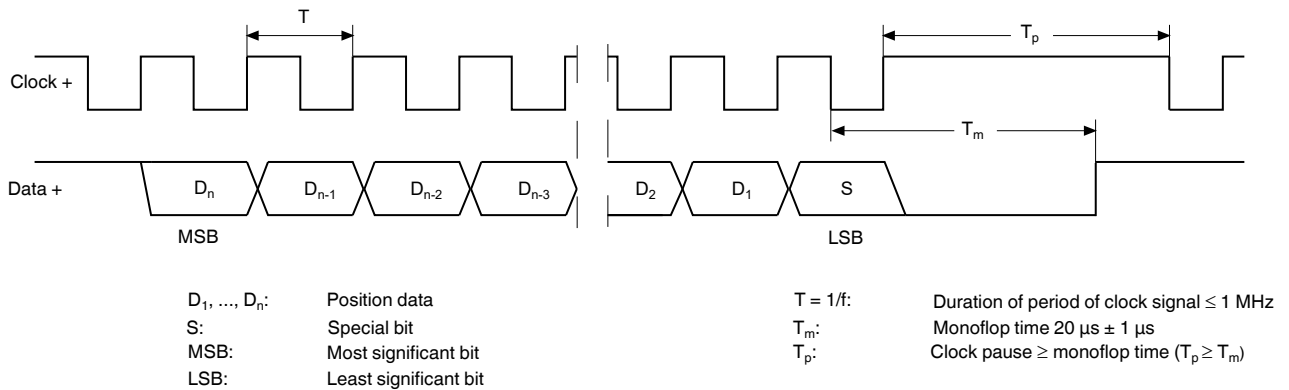 T
Tp
Clock +
Tm
Data +
Dn Dn-1 Dn-2 Dn-3 D2 D1 S
MSB LSB
D1, ..., Dn: Position data
S: Special bit
MSB: Most significant bit
LSB: Least significant bit
T = 1/f: Duration of period of clock signal ≤ 1 MHz
Tm: Monoflop time 20 μs ± 1 μs
Tp: Clock pause ≥ monoflop time (Tp ≥ Tm)